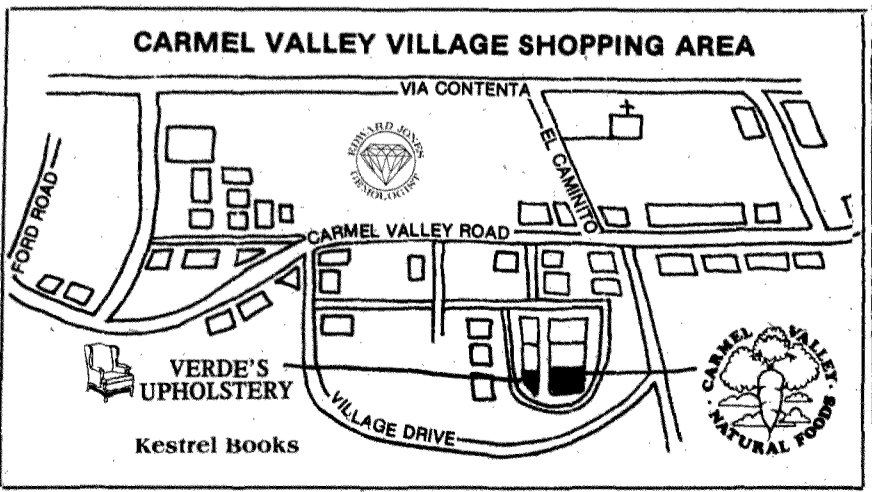 CARMEL VALLEY VILLAGE SHOPPING AREA
VIA CONTENTA
EDWARD JONES
GEMOLOGIST
EL CAMINITO
FORD ROAD
CARMEL VALLEY ROAD
VERDE'S
UPHOLSTERY
VILLAGE DRIVE
Kestrel Books
CARMEL VALLEY
NATURAL FOODS